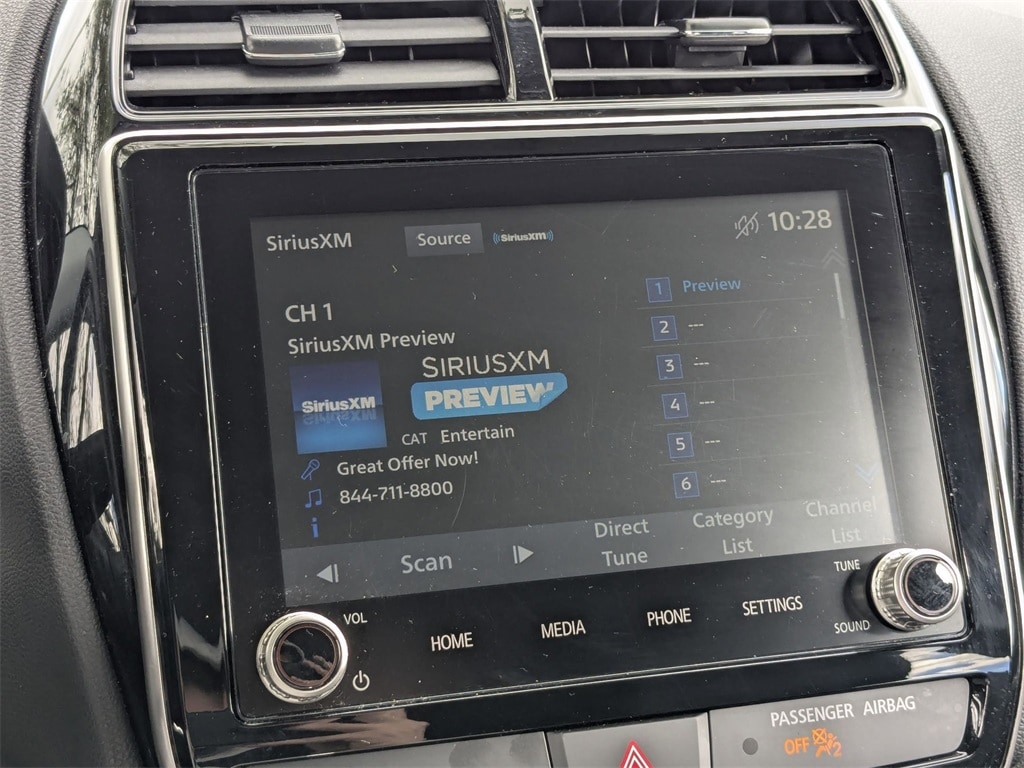 SiriusXM Source SiriusXM 10:28
CH 1
SiriusXM Preview
SIRIUSXM
PREVIEW
SiriusXM
CAT Entertain
Great Offer Now!
844-711-8800
1 Preview
2 ---
3 ---
4 ---
5 ---
6 ---
Scan
Direct
Tune
Category
List
Channel
List
VOL
HOME
MEDIA
PHONE
SETTINGS
TUNE
SOUND
PASSENGER AIRBAG
OFF 2